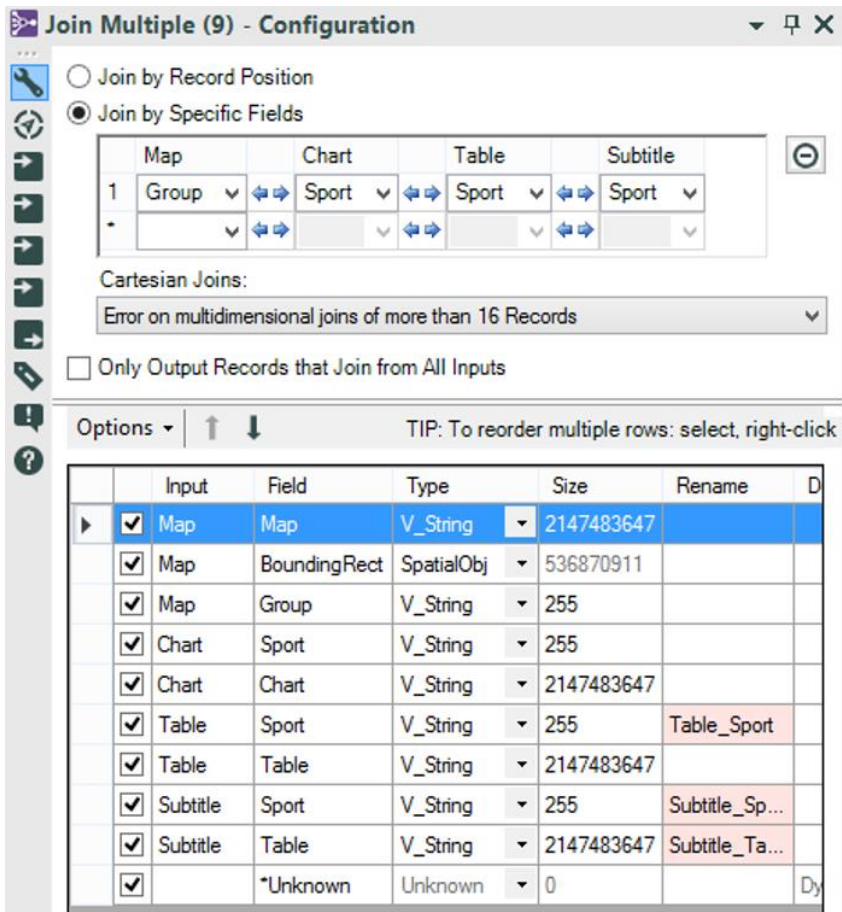 Join Multiple (9) - Configuration
Join by Record Position
Join by Specific Fields
Map Chart Table Subtitle
1 Group Sport Sport Sport
*
Cartesian Joins:
Error on multidimensional joins of more than 16 Records
Only Output Records that Join from All Inputs
Options TIP: To reorder multiple rows: select, right-click
Input Field Type Size Rename D
Map Map V_String 2147483647
Map BoundingRect SpatialObj 536870911
Map Group V_String 255
Chart Sport V_String 255
Chart Chart V_String 2147483647
Table Sport V_String 255 Table_Sport
Table Table V_String 2147483647
Subtitle Sport V_String 255 Subtitle_Sp...
Subtitle Table V_String 2147483647 Subtitle_Ta...
*Unknown Unknown 0 Dy